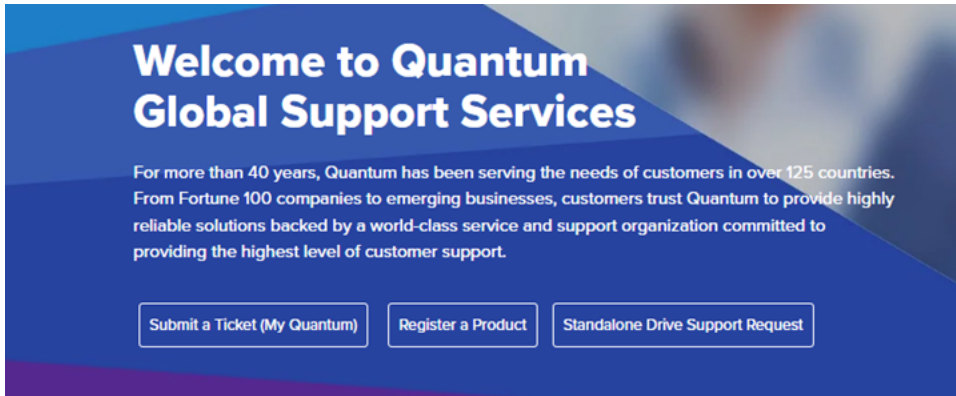 Welcome to Quantum
Global Support Services
For more than 40 years, Quantum has been serving the needs of customers in over 125 countries.
From Fortune 100 companies to emerging businesses, customers trust Quantum to provide highly
reliable solutions backed by a world-class service and support organization committed to
providing the highest level of customer support.
Submit a Ticket (My Quantum) Register a Product Standalone Drive Support Request